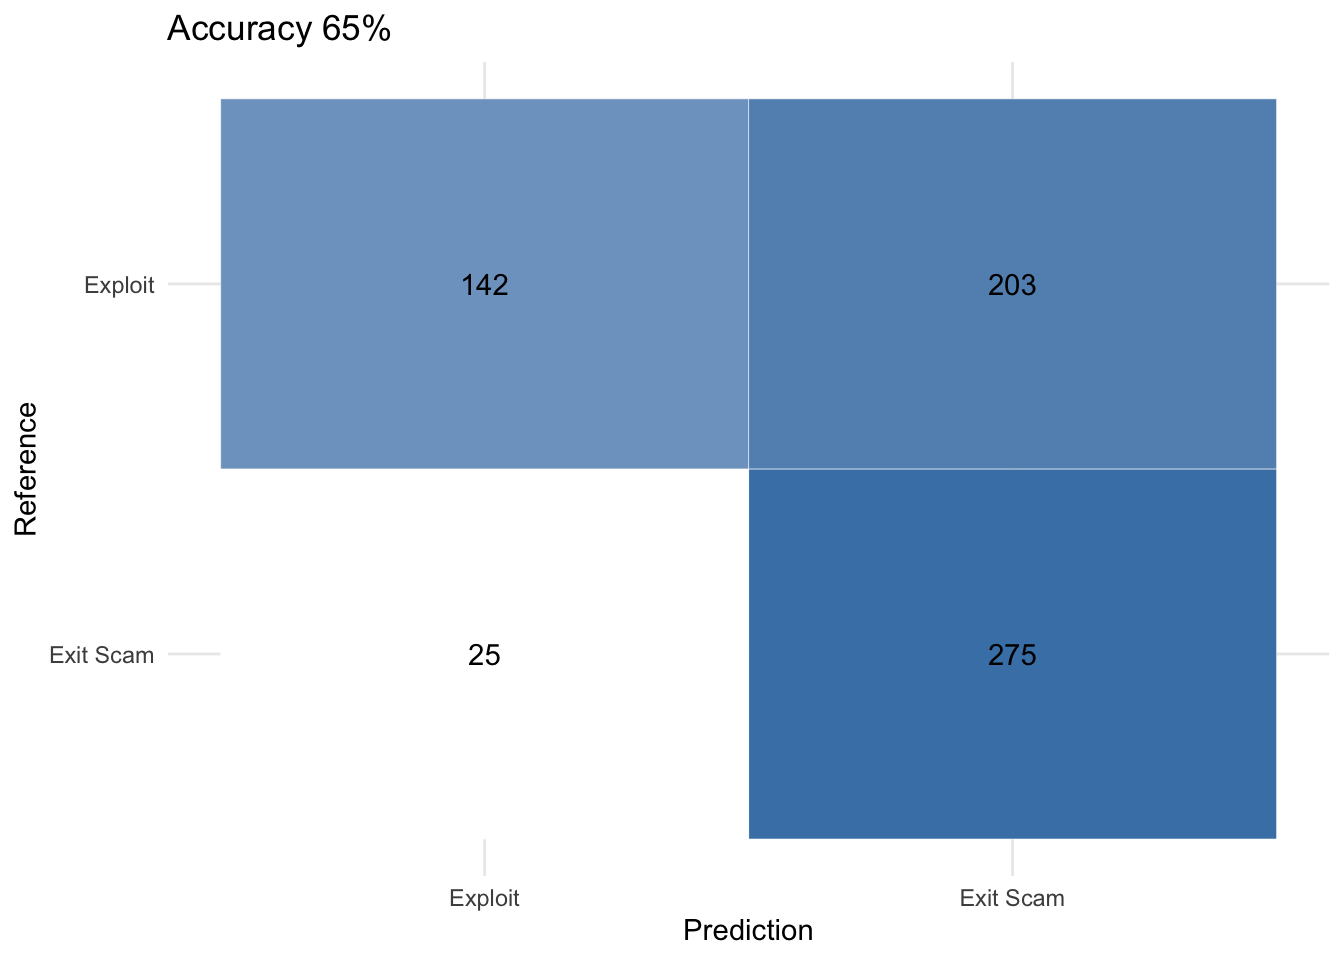 Accuracy 65%
Reference
Exploit
142
203
Exit Scam
25
275
Exploit
Exit Scam
Prediction